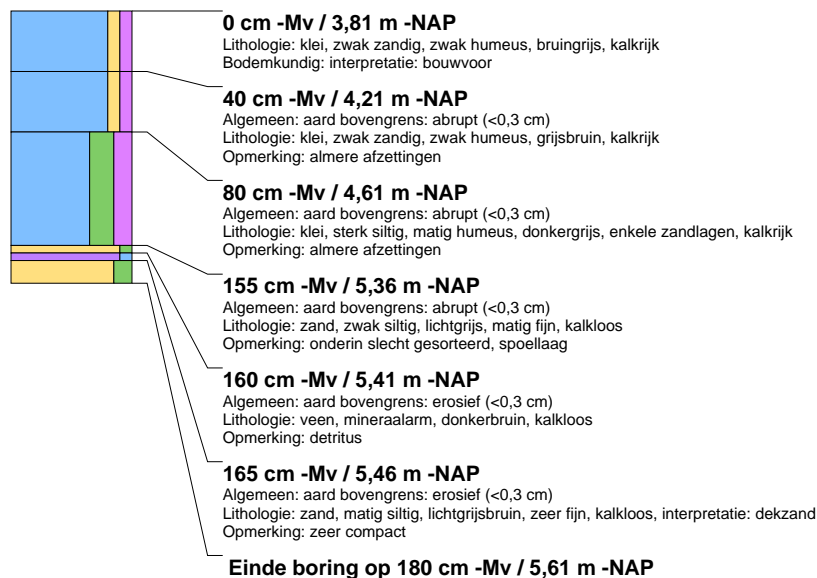 0 cm -Mv / 3,81 m -NAP
Lithologie: klei, zwak zandig, zwak humeus, bruingrijs, kalkrijk
Bodemkundig: interpretatie: bouwvoor
40 cm -Mv / 4,21 m -NAP
Algemeen: aard bovengrens: abrupt (<0,3 cm)
Lithologie: klei, zwak zandig, zwak humeus, grijsbruin, kalkrijk
Opmerking: almere afzettingen
80 cm -Mv / 4,61 m -NAP
Algemeen: aard bovengrens: abrupt (<0,3 cm)
Lithologie: klei, sterk siltig, matig humeus, donkergrijs, enkele zandlagen, kalkrijk
Opmerking: almere afzettingen
155 cm -Mv / 5,36 m -NAP
Algemeen: aard bovengrens: abrupt (<0,3 cm)
Lithologie: zand, zwak siltig, lichtgrijs, matig fijn, kalkloos
Opmerking: onderin slecht gesorteerd, spoellaag
160 cm -Mv / 5,41 m -NAP
Algemeen: aard bovengrens: erosief (<0,3 cm)
Lithologie: veen, mineraalarm, donkerbruin, kalkloos
Opmerking: detritus
165 cm -Mv / 5,46 m -NAP
Algemeen: aard bovengrens: erosief (<0,3 cm)
Lithologie: zand, matig siltig, lichtgrijsbruin, zeer fijn, kalkloos, interpretatie: dekzand
Opmerking: zeer compact
Einde boring op 180 cm -Mv / 5,61 m -NAP